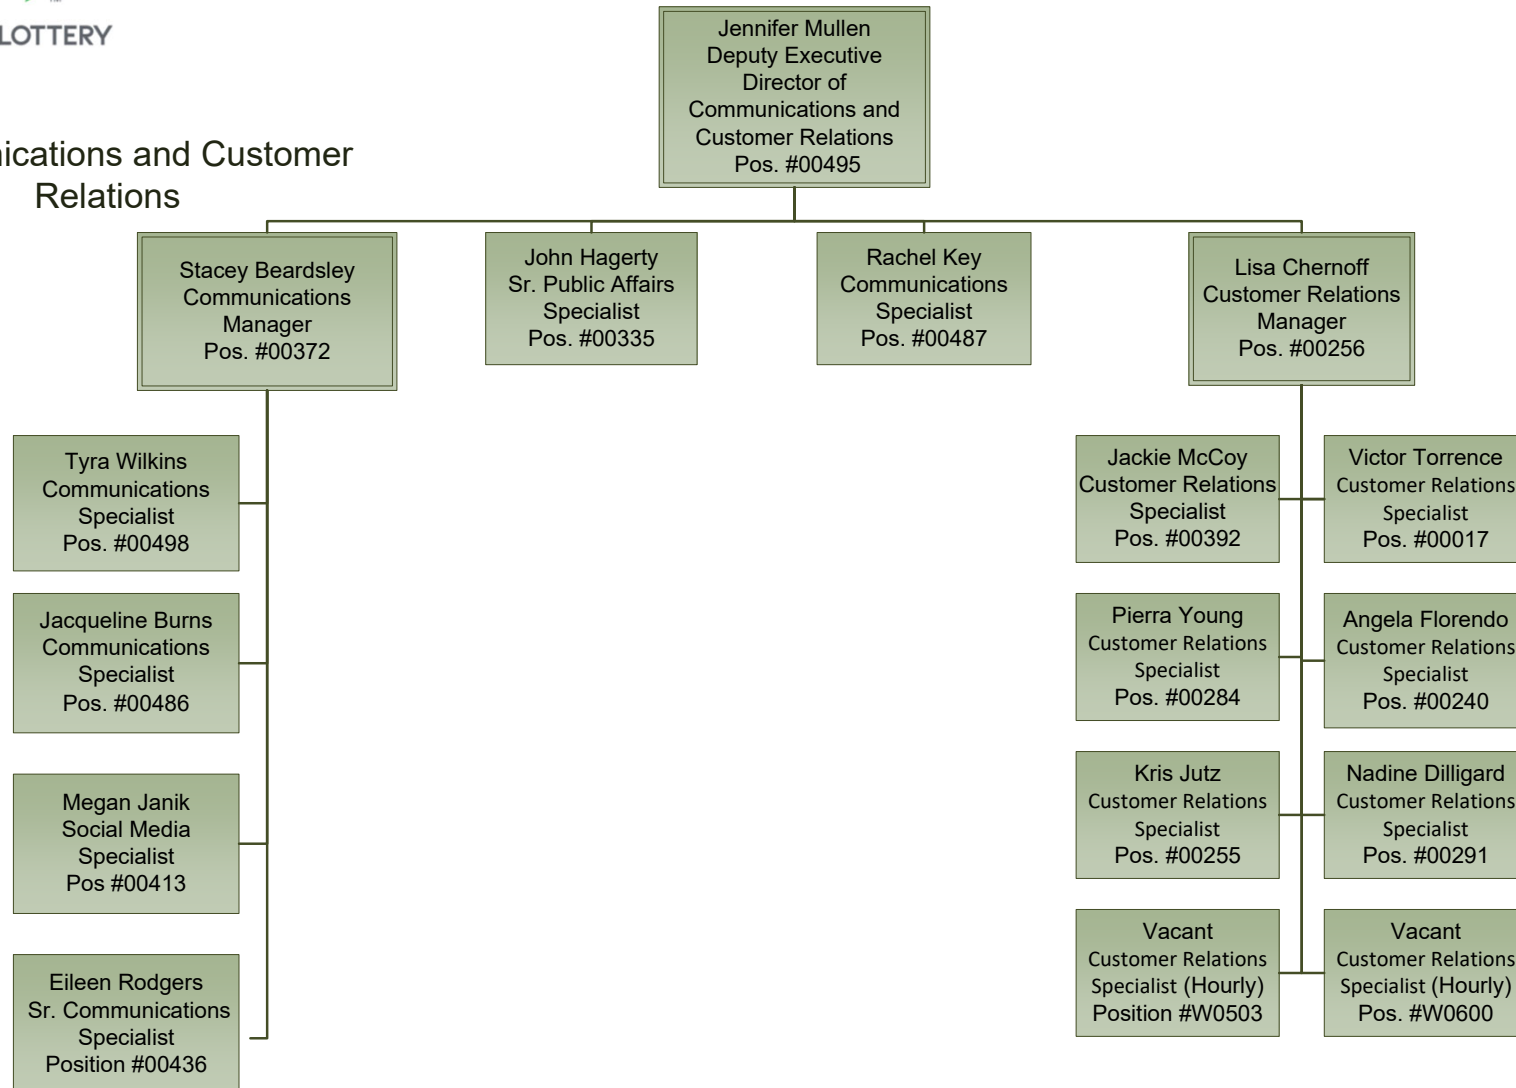 LOTTERY
Customer
and
Relations
Jennifer Mullen
Deputy Executive
Director of
Communications and
Customer Relations
Pos. #00495
Stacey Beardsley
Communications
Manager
Pos. #00372
John Hagerty
Sr. Public Affairs
Specialist
Pos. #00335
Rachel Key
Communications
Specialist
Pos. #00487
Lisa Chernoff
Customer Relations
Manager
Pos. #00256
Tyra Wilkins
Communications
Specialist
Pos. #00498
Jacqueline Burns
Communications
Specialist
Pos. #00486
Megan Janik
Social Media
Specialist
Pos #00413
Eileen Rodgers
Sr. Communications
Specialist
Position #00436
Jackie McCoy
Customer Relations
Specialist
Pos. #00392
Victor Torrence
Customer Relations
Specialist
Pos. #00017
Pierra Young
Customer Relations
Specialist
Pos. #00284
Angela Florendo
Customer Relations
Specialist
Pos. #00240
Kris Jutz
Customer Relations
Specialist
Pos. #00255
Nadine Dilligard
Customer Relations
Specialist
Pos. #00291
Vacant
Customer Relations
Specialist (Hourly)
Position #W0503
Vacant
Customer Relations
Specialist (Hourly)
Pos. #W0600